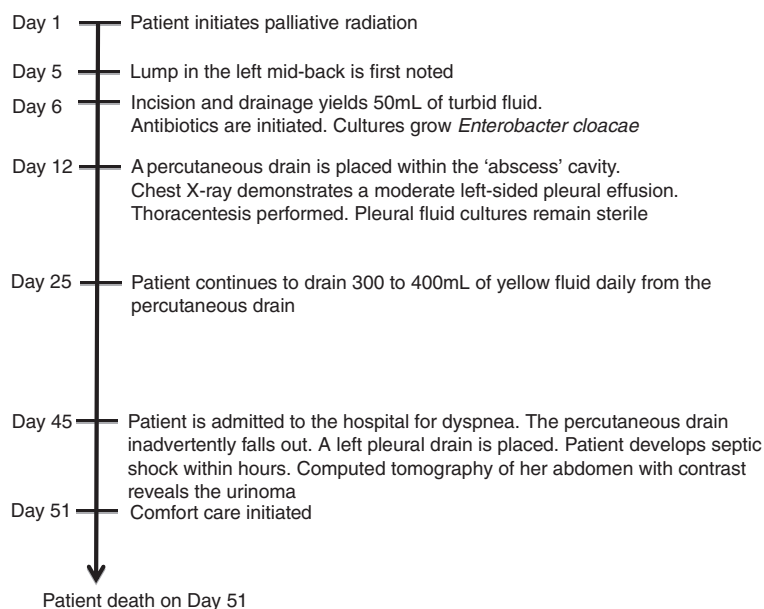 Day 1 Patient initiates palliative radiation
Day 5 Lump in the left mid-back is first noted
Day 6 Incision and drainage yields 50mL of turbid fluid.
Antibiotics are initiated. Cultures grow Enterobacter cloacae
Day 12 A percutaneous drain is placed within the ‘abscess’ cavity.
Chest X-ray demonstrates a moderate left-sided pleural effusion.
Thoracentesis performed. Pleural fluid cultures remain sterile
Day 25 Patient continues to drain 300 to 400mL of yellow fluid daily from the
percutaneous drain
Day 45 Patient is admitted to the hospital for dyspnea. The percutaneous drain
inadvertently falls out. A left pleural drain is placed. Patient develops septic
shock within hours. Computed tomography of her abdomen with contrast
reveals the urinoma
Day 51 Comfort care initiated
Patient death on Day 51